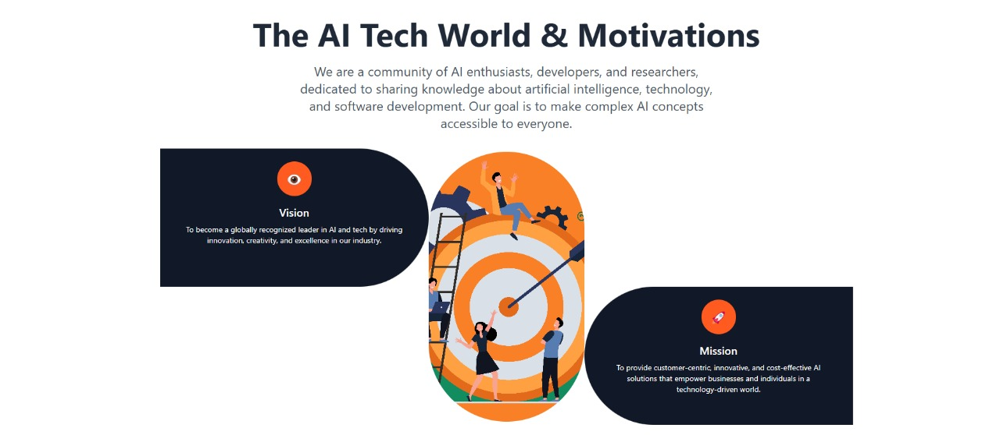 The AI Tech World & Motivations
We are a community of AI enthusiasts, developers, and researchers,
dedicated to sharing knowledge about artificial intelligence, technology,
and software development. Our goal is to make complex AI concepts
accessible to everyone.
Vision
To become a globally recognized leader in AI and tech by driving
innovation, creativity, and excellence in our industry.
Mission
To provide customer-centric, innovative, and cost-effective AI
solutions that empower businesses and individuals in a
technology-driven world.